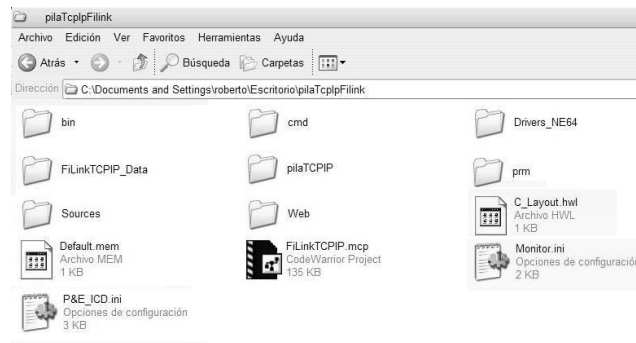 pilaTcpIpFilink
Archivo Edición Ver Favoritos Herramientas Ayuda
Atrás Búsqueda Carpetas
Dirección C:\Documents and Settings\roberto\Escritorio\pilaTcpIpFilink
bin cmd Drivers_NE64
FiLinkTCPIP_Data pilaTCPIP prm
Sources Web C_Layout.hwl
Archivo HWL
1 KB
Default.mem
Archivo MEM
1 KB
FiLinkTCPIP.mcp
CodeWarrior Project
135 KB
Monitor.ini
Opciones de configuración
2 KB
P&E_ICD.ini
Opciones de configuración
3 KB